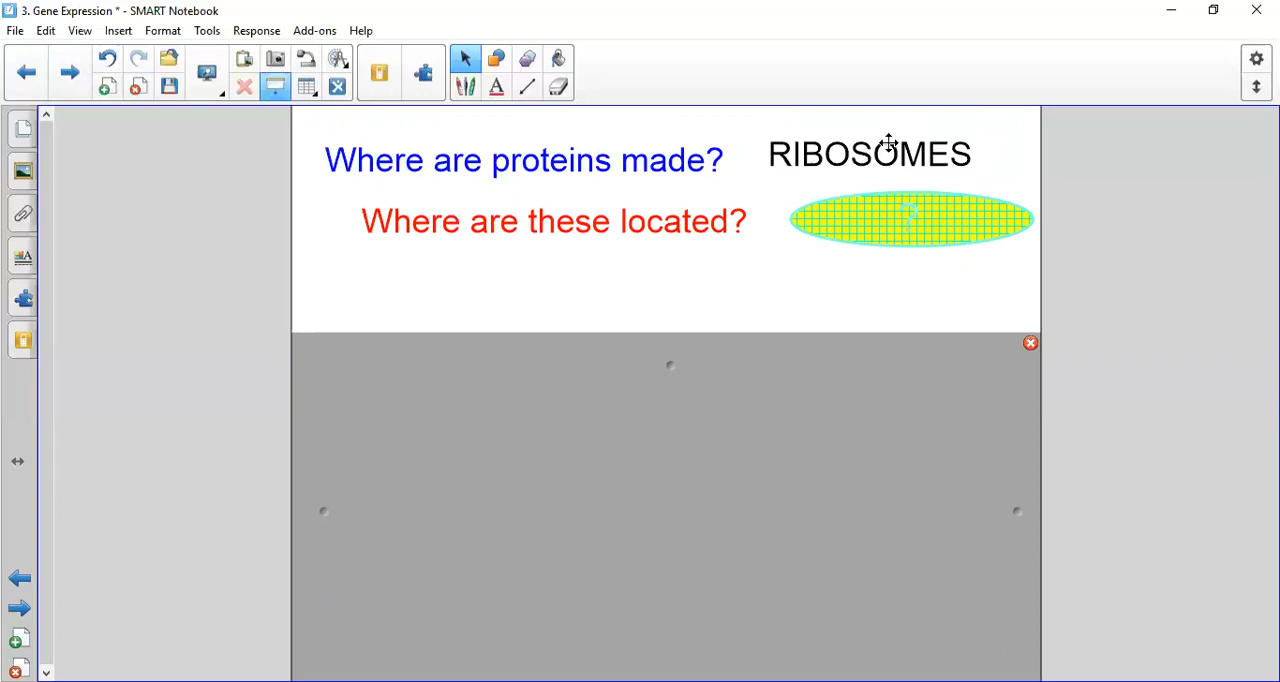 3. Gene Expression * - SMART Notebook
File Edit View Insert Format Tools Response Add-ons Help
Where are proteins made? RIBOSOMES
Where are these located? ?